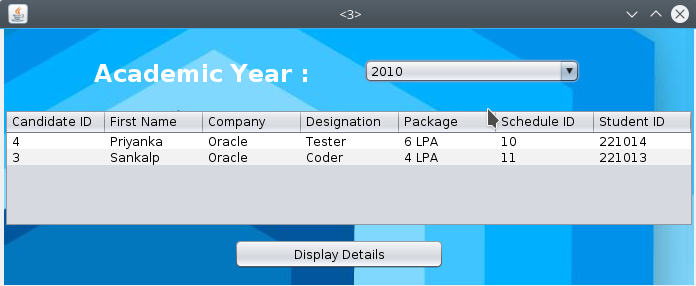 <3>
Academic Year : 2010
Candidate ID First Name Company Designation Package Schedule ID Student ID
4 Priyanka Oracle Tester 6 LPA 10 221014
3 Sankalp Oracle Coder 4 LPA 11 221013
Display Details